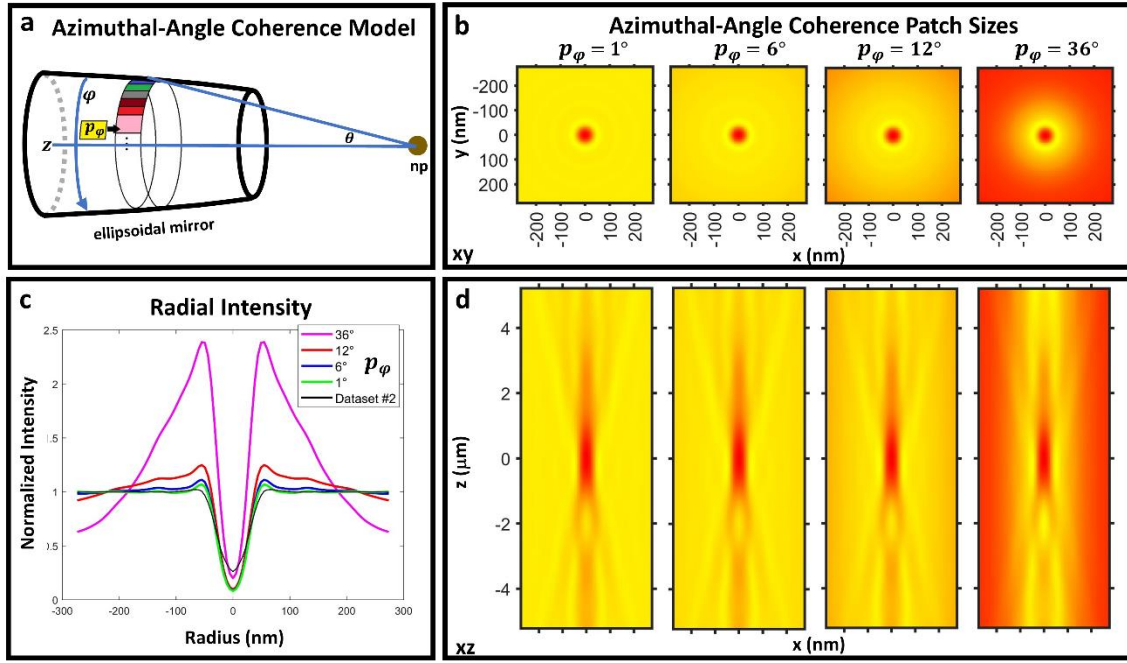 a Azimuthal-Angle Coherence Model
φ
p_φ
z
θ
np
ellipsoidal mirror
b Azimuthal-Angle Coherence Patch Sizes
p_φ = 1° p_φ = 6° p_φ = 12° p_φ = 36°
-200
-100
0
100
200
y (nm)
-200 -100 0 100 200 -200 -100 0 100 200 -200 -100 0 100 200 -200 -100 0 100 200
xy x (nm)
c Radial Intensity
2.5
2
.5
1
.5
0
Normalized Intensity
36°
12°
6°
1°
Dataset #2
p_φ
-300 -200 -100 0 100 200 300
Radius (nm)
d
4
2
0
-2
-4
z (μm)
xz x (nm)